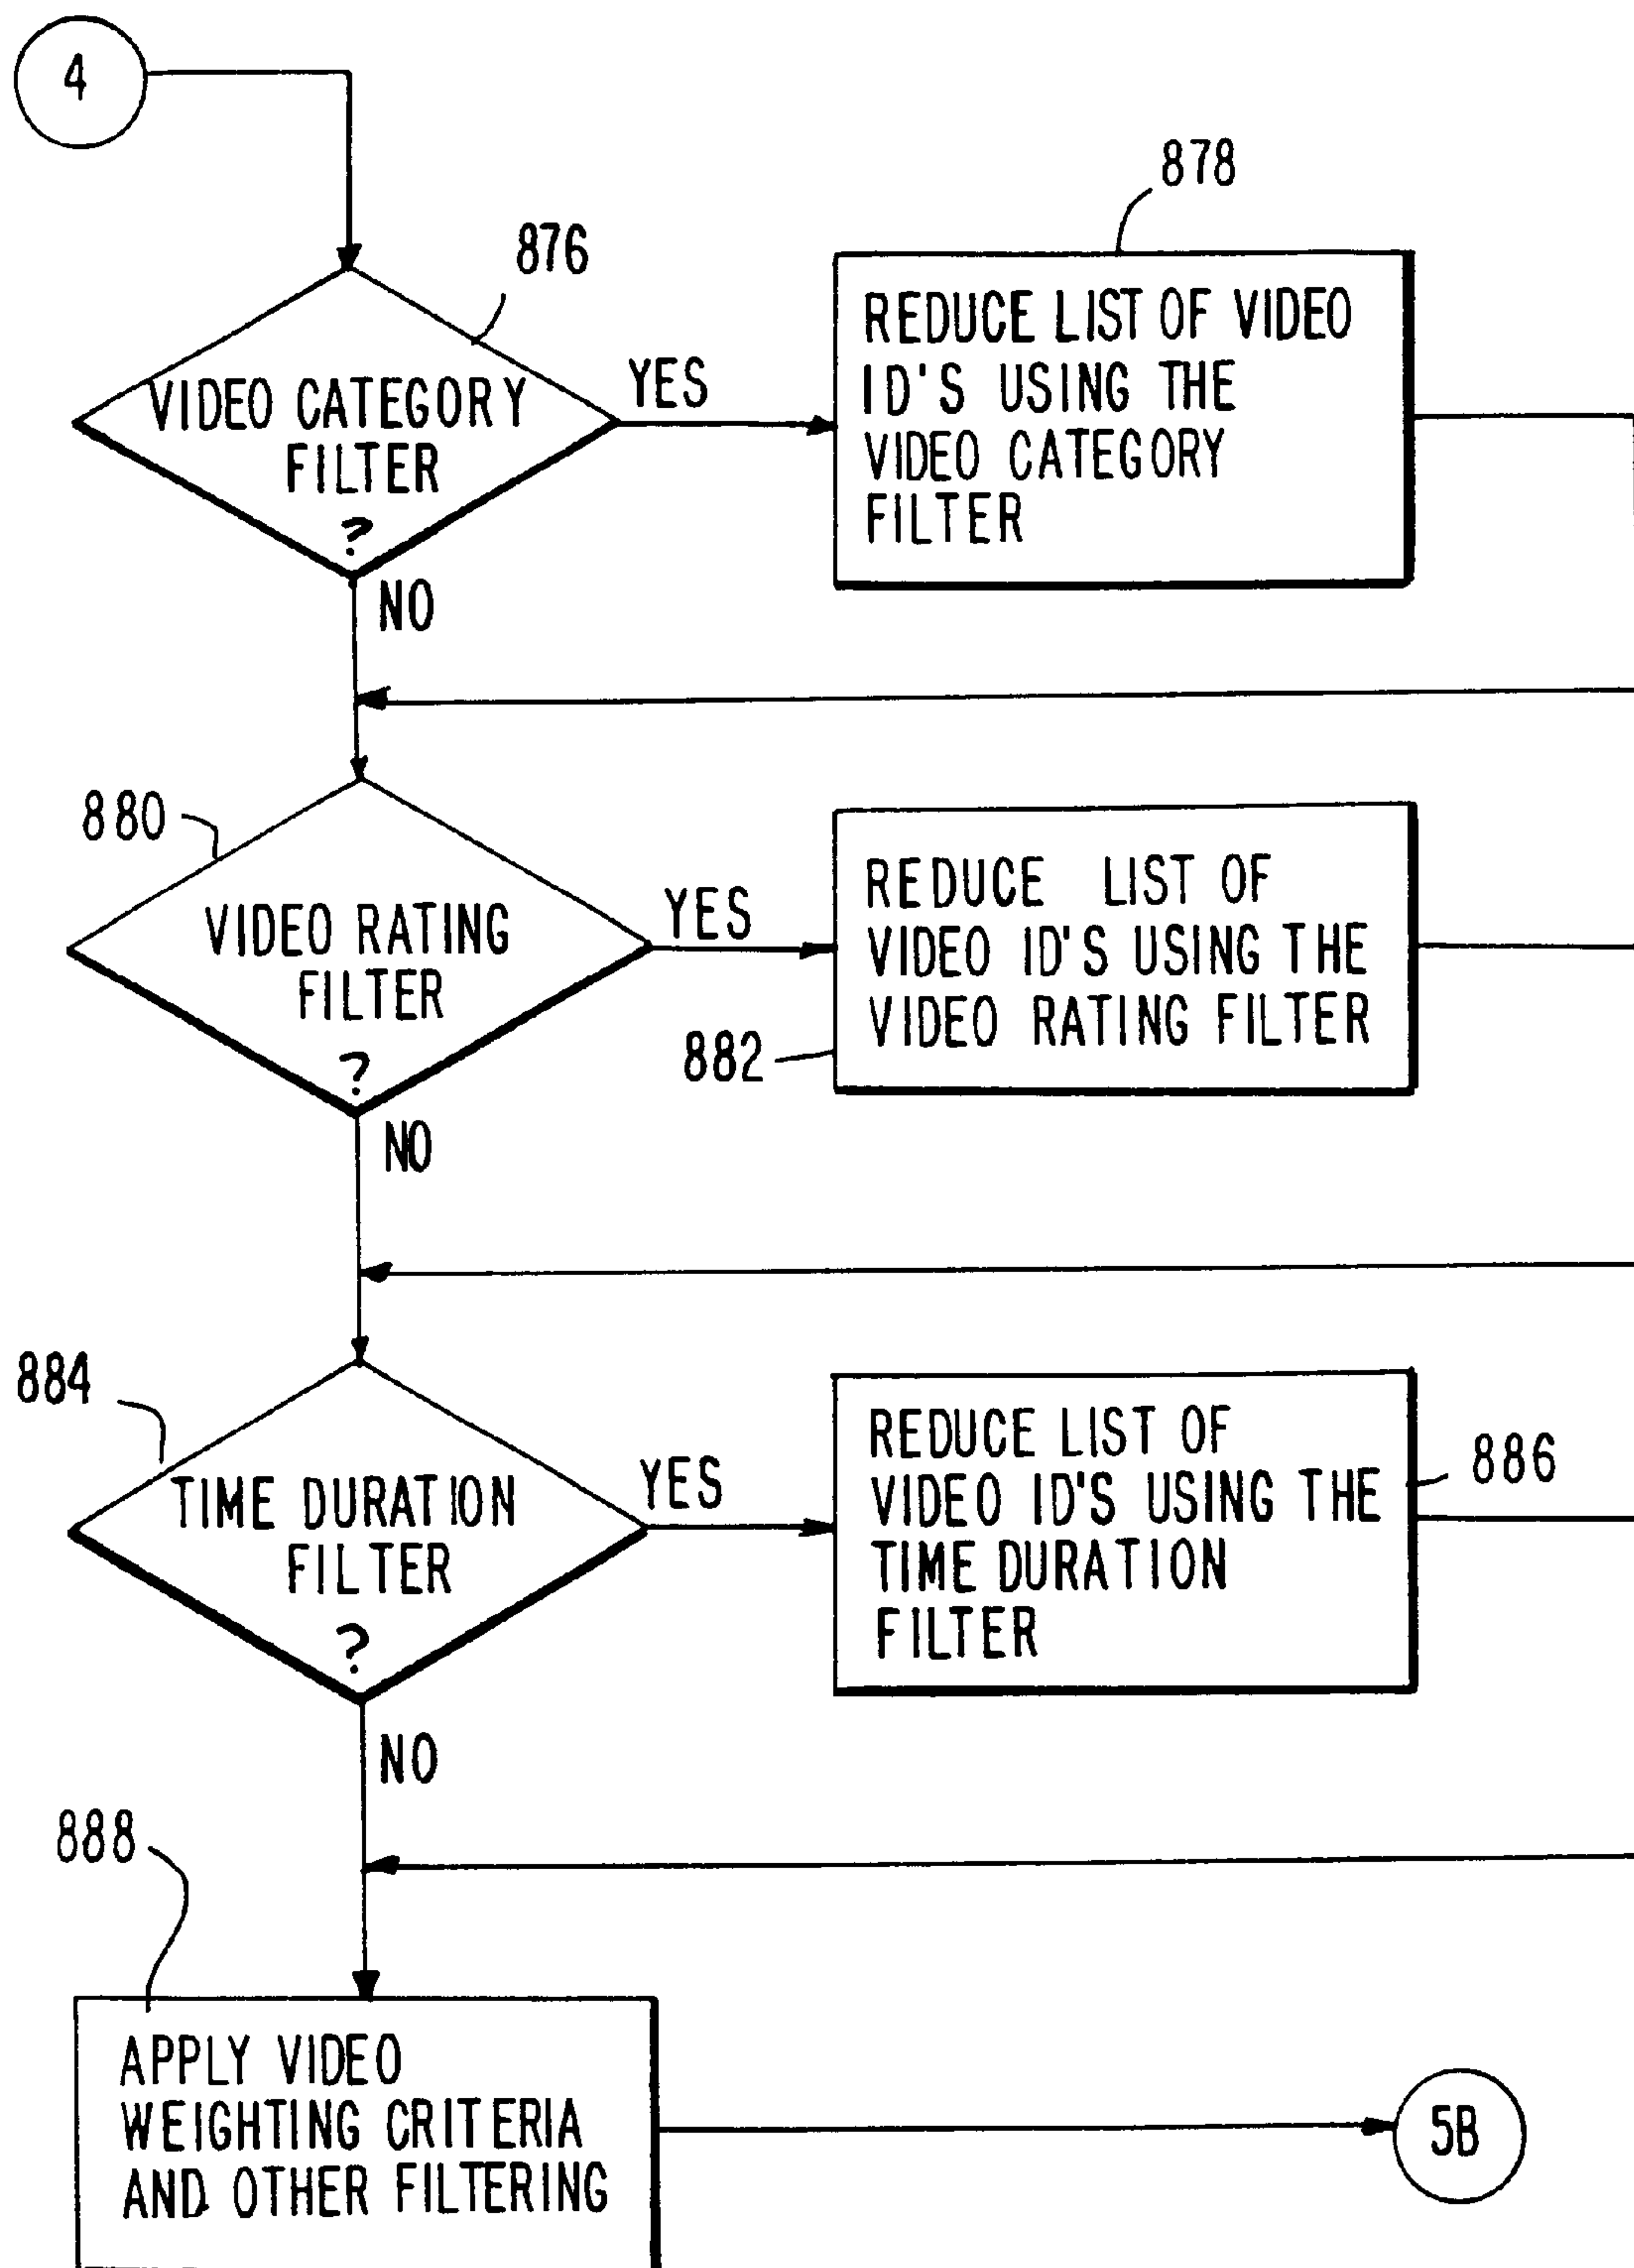 4
876
878
VIDEO CATEGORY
FILTER
?
YES
NO
REDUCE LIST OF VIDEO
ID'S USING THE
VIDEO CATEGORY
FILTER
880
VIDEO RATING
FILTER
?
YES
NO
882
REDUCE LIST OF
VIDEO ID'S USING THE
VIDEO RATING FILTER
884
TIME DURATION
FILTER
?
YES
NO
REDUCE LIST OF
VIDEO ID'S USING THE
TIME DURATION
FILTER
886
888
APPLY VIDEO
WEIGHTING CRITERIA
AND OTHER FILTERING
5B